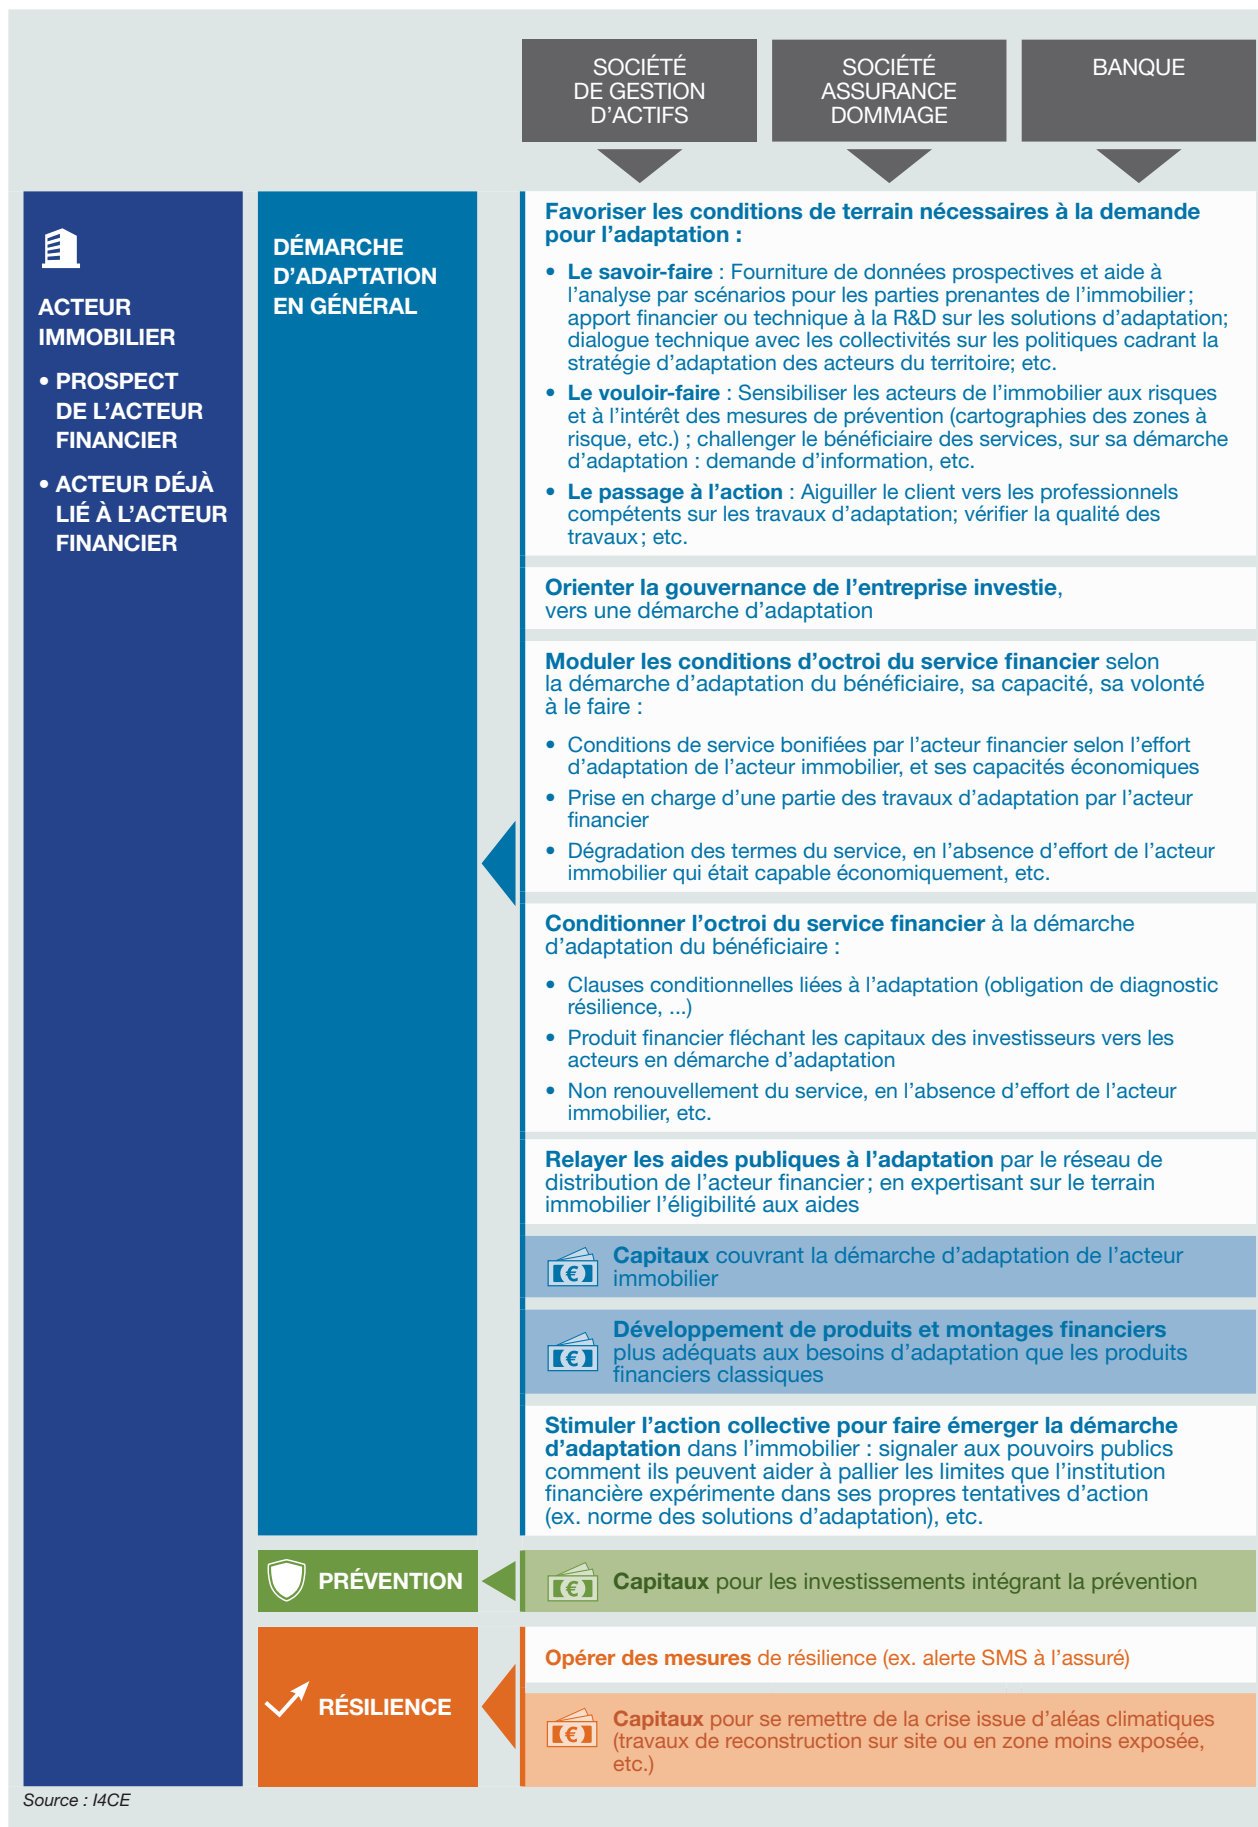 SOCIÉTÉ
DE GESTION
D'ACTIFS
SOCIÉTÉ
ASSURANCE
DOMMAGE
BANQUE
ACTEUR
IMMOBILIER
• PROSPECT
DE L'ACTEUR
FINANCIER
• ACTEUR DÉJÀ
LIÉ À L'ACTEUR
FINANCIER
DÉMARCHE
D'ADAPTATION
EN GÉNÉRAL
Favoriser les conditions de terrain nécessaires à la demande
pour l'adaptation :
• Le savoir-faire : Fourniture de données prospectives et aide à
l'analyse par scénarios pour les parties prenantes de l'immobilier ;
apport financier ou technique à la R&D sur les solutions d'adaptation;
dialogue technique avec les collectivités sur les politiques cadrant la
stratégie d'adaptation des acteurs du territoire; etc.
• Le vouloir-faire : Sensibiliser les acteurs de l'immobilier aux risques
et à l'intérêt des mesures de prévention (cartographies des zones à
risque, etc.) ; challenger le bénéficiaire des services, sur sa démarche
d'adaptation : demande d'information, etc.
• Le passage à l'action : Aiguiller le client vers les professionnels
compétents sur les travaux d'adaptation; vérifier la qualité des
travaux ; etc.
Orienter la gouvernance de l'entreprise investie,
vers une démarche d'adaptation
Moduler les conditions d'octroi du service financier selon
la démarche d'adaptation du bénéficiaire, sa capacité, sa volonté
à le faire :
• Conditions de service bonifiées par l'acteur financier selon l'effort
d'adaptation de l'acteur immobilier, et ses capacités économiques
• Prise en charge d'une partie des travaux d'adaptation par l'acteur
financier
• Dégradation des termes du service, en l'absence d'effort de l'acteur
immobilier qui était capable économiquement, etc.
Conditionner l'octroi du service financier à la démarche
d'adaptation du bénéficiaire :
• Clauses conditionnelles liées à l'adaptation (obligation de diagnostic
résilience, ...)
• Produit financier fléchant les capitaux des investisseurs vers les
acteurs en démarche d'adaptation
• Non renouvellement du service, en l'absence d'effort de l'acteur
immobilier, etc.
Relayer les aides publiques à l'adaptation par le réseau de
distribution de l'acteur financier ; en expertisant sur le terrain
immobilier l'éligibilité aux aides
€
Capitaux couvrant la démarche d'adaptation de l'acteur
immobilier
€
Développement de produits et montages financiers
plus adéquats aux besoins d'adaptation que les produits
financiers classiques
Stimuler l'action collective pour faire émerger la démarche
d'adaptation dans l'immobilier : signaler aux pouvoirs publics
comment ils peuvent aider à pallier les limites que l'institution
financière expérimente dans ses propres tentatives d'action
(ex. norme des solutions d'adaptation), etc.
PRÉVENTION
€
Capitaux pour les investissements intégrant la prévention
RÉSILIENCE
Opérer des mesures de résilience (ex. alerte SMS à l'assuré)
€
Capitaux pour se remettre de la crise issue d'aléas climatiques
(travaux de reconstruction sur site ou en zone moins exposée,
etc.)
Source : I4CE